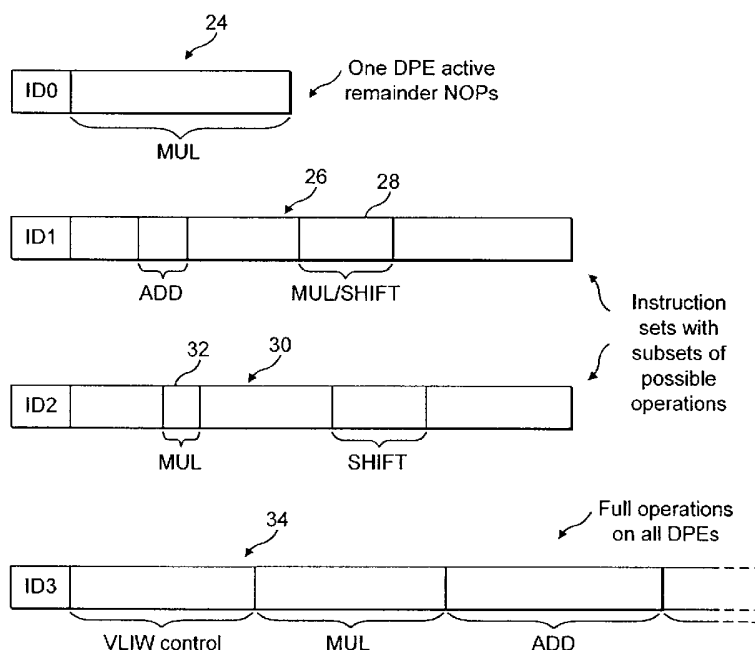 24
ID0
One DPE active
remainder NOPs
MUL
26
28
ID1
ADD
MUL/SHIFT
Instruction
sets with
subsets of
possible
operations
32
30
ID2
MUL
SHIFT
34
Full operations
on all DPEs
ID3
VLIW control
MUL
ADD